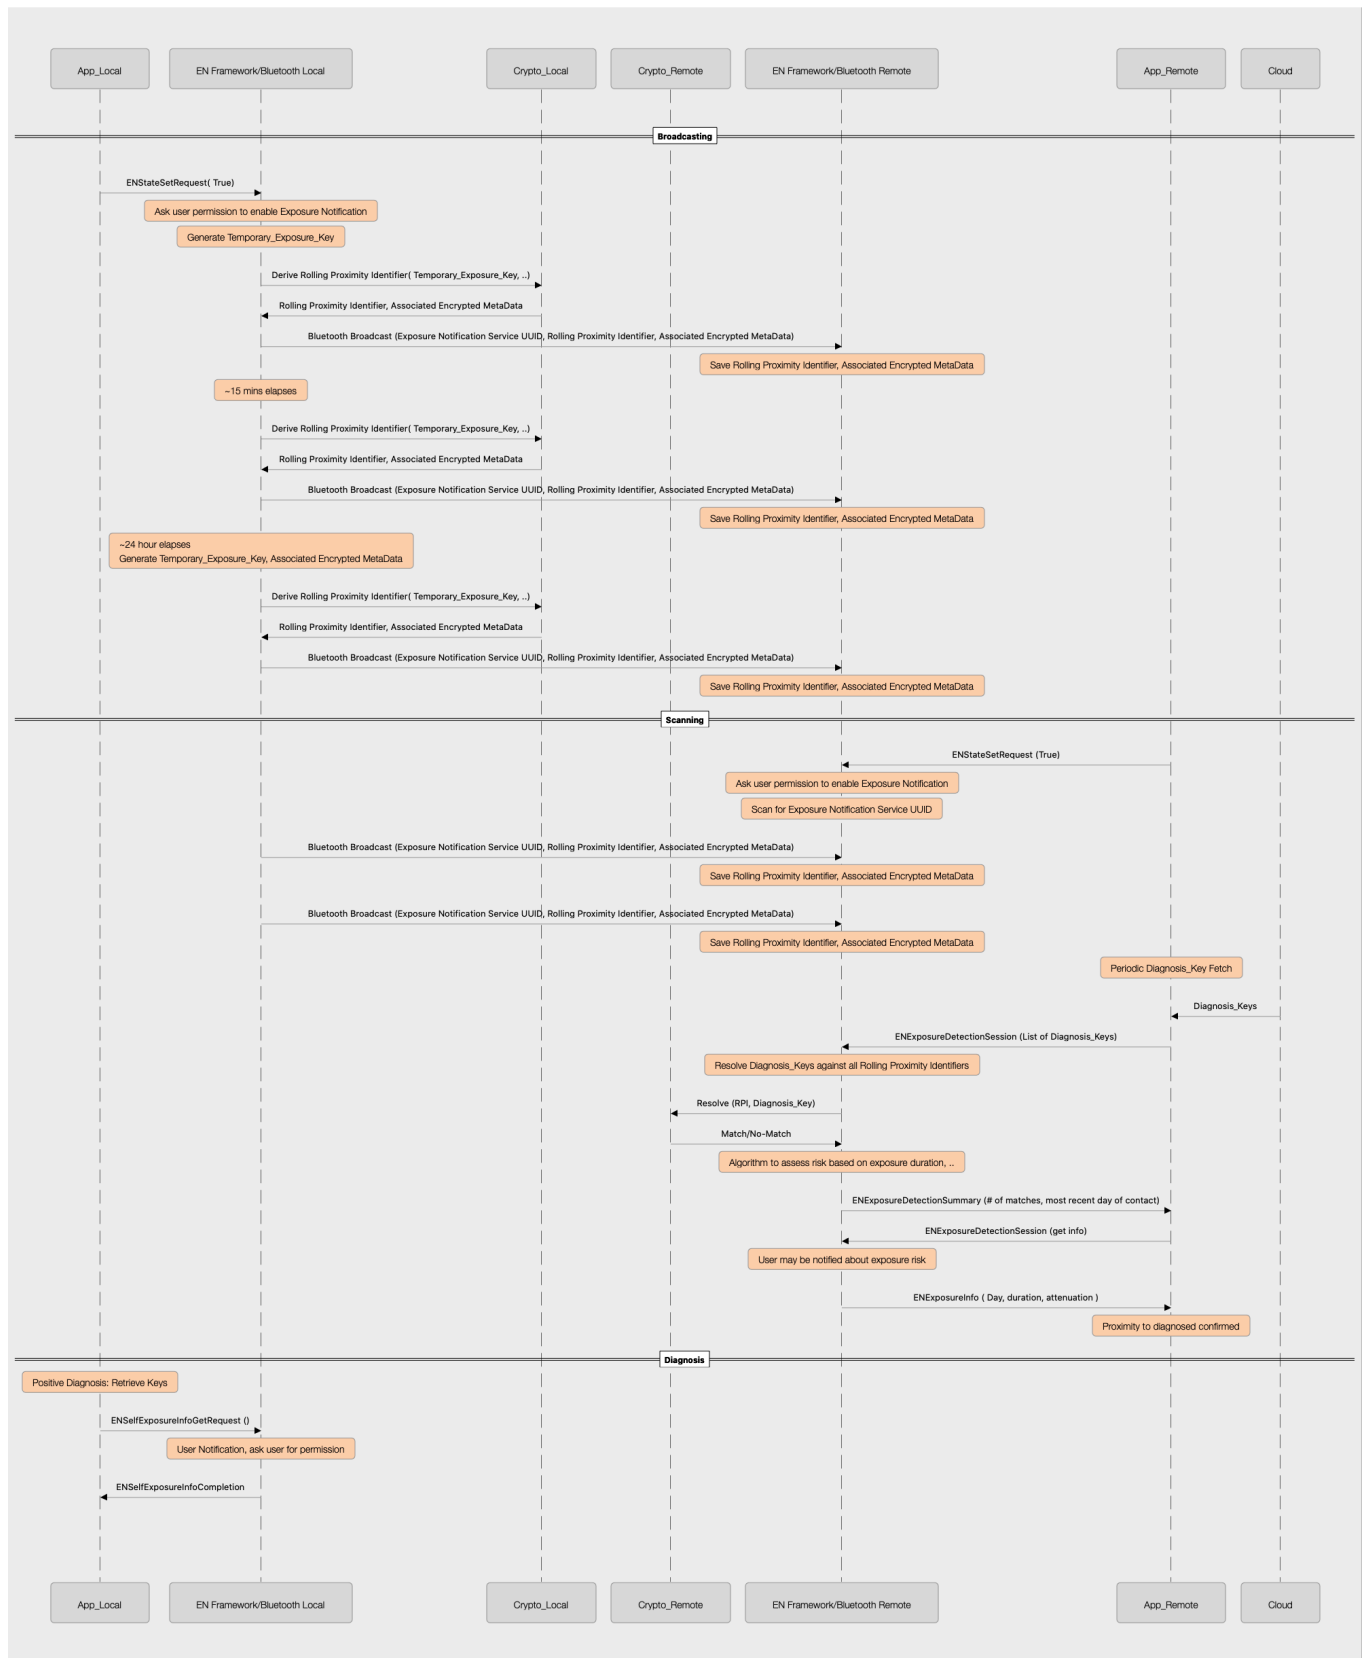 App_Local
EN Framework/Bluetooth Local
Crypto_Local
Crypto_Remote
EN Framework/Bluetooth Remote
App_Remote
Cloud
Broadcasting
ENStateSetRequest( True)
Ask user permission to enable Exposure Notification
Generate Temporary_Exposure_Key
Derive Rolling Proximity Identifier( Temporary_Exposure_Key, ..)
Rolling Proximity Identifier, Associated Encrypted MetaData
Bluetooth Broadcast (Exposure Notification Service UUID, Rolling Proximity Identifier, Associated Encrypted MetaData)
Save Rolling Proximity Identifier, Associated Encrypted MetaData
~15 mins elapses
Derive Rolling Proximity Identifier( Temporary_Exposure_Key, ..)
Rolling Proximity Identifier, Associated Encrypted MetaData
Bluetooth Broadcast (Exposure Notification Service UUID, Rolling Proximity Identifier, Associated Encrypted MetaData)
Save Rolling Proximity Identifier, Associated Encrypted MetaData
~24 hour elapses
Generate Temporary_Exposure_Key, Associated Encrypted MetaData
Derive Rolling Proximity Identifier( Temporary_Exposure_Key, ..)
Rolling Proximity Identifier, Associated Encrypted MetaData
Bluetooth Broadcast (Exposure Notification Service UUID, Rolling Proximity Identifier, Associated Encrypted MetaData)
Save Rolling Proximity Identifier, Associated Encrypted MetaData
Scanning
ENStateSetRequest (True)
Ask user permission to enable Exposure Notification
Scan for Exposure Notification Service UUID
Bluetooth Broadcast (Exposure Notification Service UUID, Rolling Proximity Identifier, Associated Encrypted MetaData)
Save Rolling Proximity Identifier, Associated Encrypted MetaData
Bluetooth Broadcast (Exposure Notification Service UUID, Rolling Proximity Identifier, Associated Encrypted MetaData)
Save Rolling Proximity Identifier, Associated Encrypted MetaData
Periodic Diagnosis_Key Fetch
Diagnosis_Keys
ENExposureDetectionSession (List of Diagnosis_Keys)
Resolve Diagnosis_Keys against all Rolling Proximity Identifiers
Resolve (RPI, Diagnosis_Key)
Match/No-Match
Algorithm to assess risk based on exposure duration, ..
ENExposureDetectionSummary (# of matches, most recent day of contact)
ENExposureDetectionSession (get info)
User may be notified about exposure risk
ENExposureInfo ( Day, duration, attenuation )
Proximity to diagnosed confirmed
Diagnosis
Positive Diagnosis: Retrieve Keys
ENSelfExposureInfoGetRequest ()
User Notification, ask user for permission
ENSelfExposureInfoCompletion
App_Local
EN Framework/Bluetooth Local
Crypto_Local
Crypto_Remote
EN Framework/Bluetooth Remote
App_Remote
Cloud